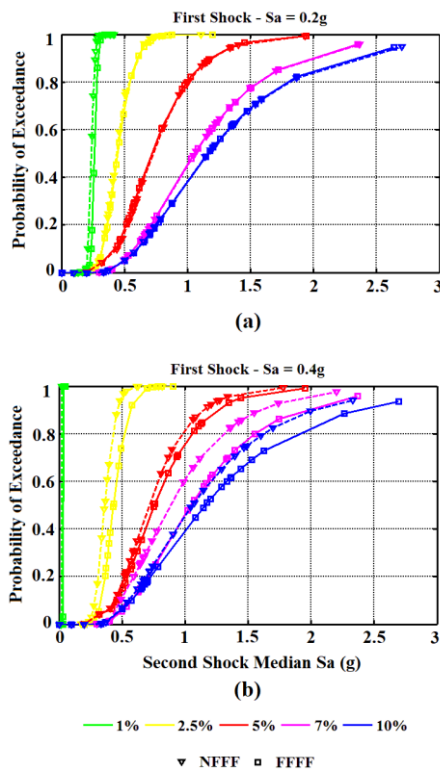 First Shock - Sa = 0.2g
Probability of Exceedance
1
0.8
0.6
0.4
0.2
0
0 0.5 1 1.5 2 2.5 3
(a)
First Shock - Sa = 0.4g
Probability of Exceedance
1
0.8
0.6
0.4
0.2
0
0 0.5 1 1.5 2 2.5 3
Second Shock Median Sa (g)
(b)
1% 2.5% 5% 7% 10%
NFFF FFFF